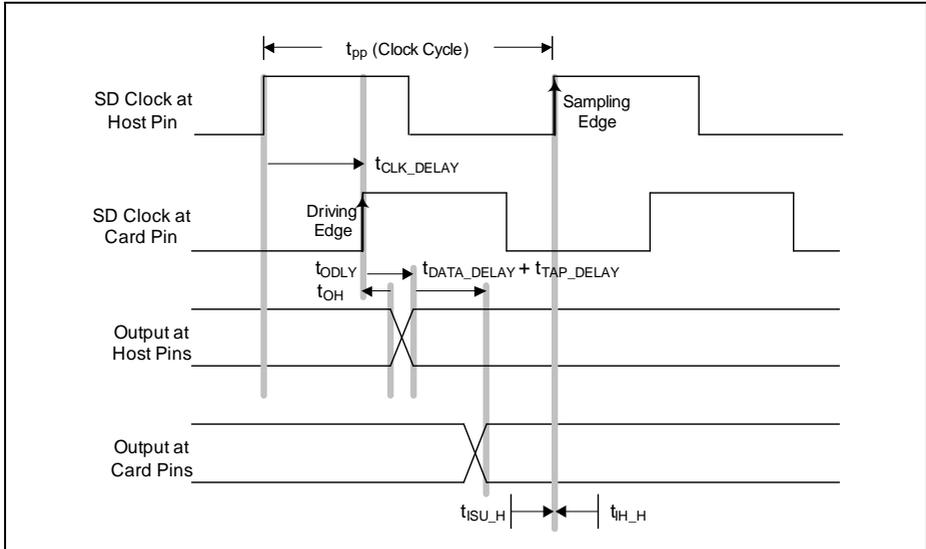 tpp (Clock Cycle)
SD Clock at
Host Pin
Sampling
Edge
tCLK_DELAY
SD Clock at
Card Pin
Driving
Edge
tODLY
tDATA_DELAY + tTAP_DELAY
tOH
Output at
Host Pins
Output at
Card Pins
tISU_H
tIH_H